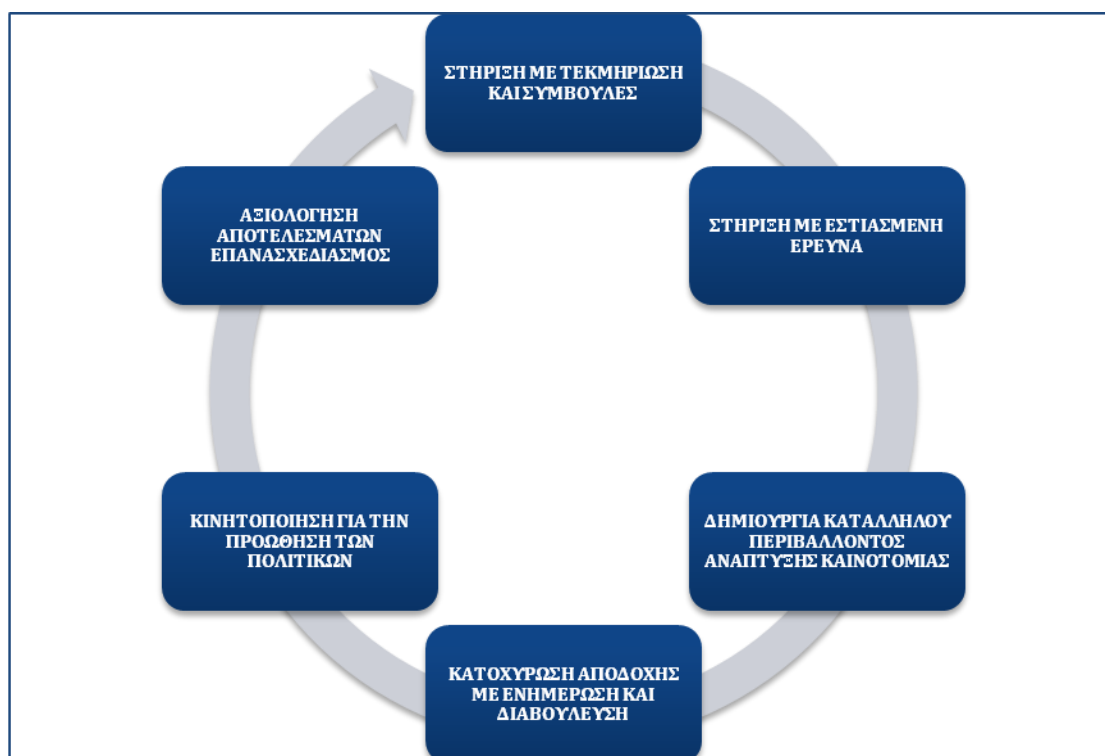 ΣΤΗΡΙΞΗ ΜΕ ΤΕΚΜΗΡΙΩΣΗ
ΚΑΙ ΣΥΜΒΟΥΛΕΣ
ΣΤΗΡΙΞΗ ΜΕ ΕΣΤΙΑΣΜΕΝΗ
ΕΡΕΥΝΑ
ΔΗΜΙΟΥΡΓΙΑ ΚΑΤΑΛΛΗΛΟΥ
ΠΕΡΙΒΑΛΛΟΝΤΟΣ
ΑΝΑΠΤΥΞΗΣ ΚΑΙΝΟΤΟΜΙΑΣ
ΚΑΤΟΧΥΡΩΣΗ ΑΠΟΔΟΧΗΣ
ΜΕ ΕΝΗΜΕΡΩΣΗ ΚΑΙ
ΔΙΑΒΟΥΛΕΥΣΗ
ΚΙΝΗΤΟΠΟΙΗΣΗ ΓΙΑ ΤΗΝ
ΠΡΟΩΘΗΣΗ ΤΩΝ
ΠΟΛΙΤΙΚΩΝ
ΑΞΙΟΛΟΓΗΣΗ
ΑΠΟΤΕΛΕΣΜΑΤΩΝ
ΕΠΑΝΑΣΧΕΔΙΑΣΜΟΣ